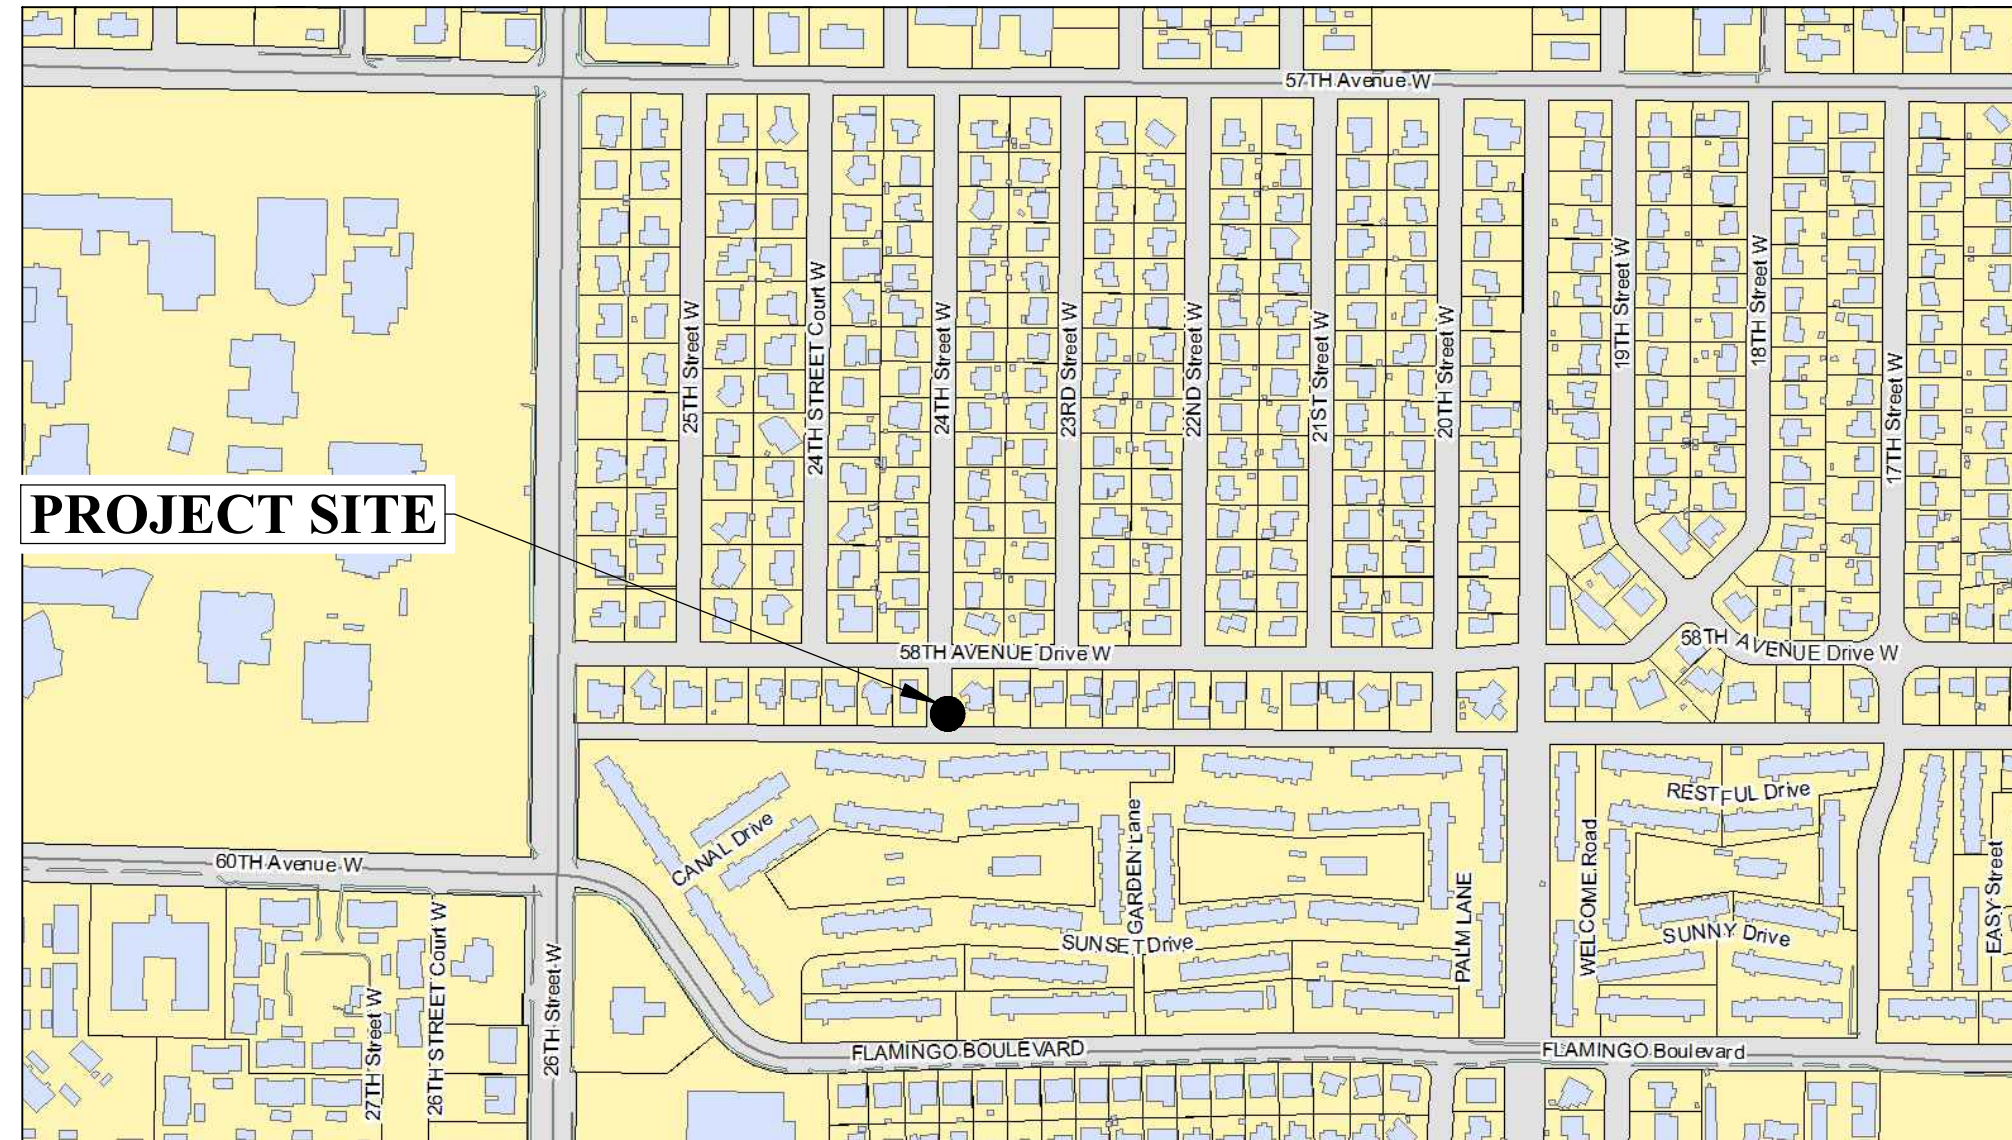 57TH Avenue W
25TH Street W
24TH STREET Court W
24TH Street W
23RD Street W
22ND Street W
21ST Street W
20TH Street W
19TH Street W
18TH Street W
17TH Street W
PROJECT SITE
58TH AVENUE Drive W
58TH AVENUE Drive W
RESTFUL Drive
CANAL Drive
GARDEN Lane
60TH Avenue W
PALM LANE
WELCOME Road
EASY Street
SUNSET Drive
SUNNY Drive
27TH Street W
26TH STREET Court W
26TH Street W
FLAMINGO BOULEVARD
FLAMINGO Boulevard